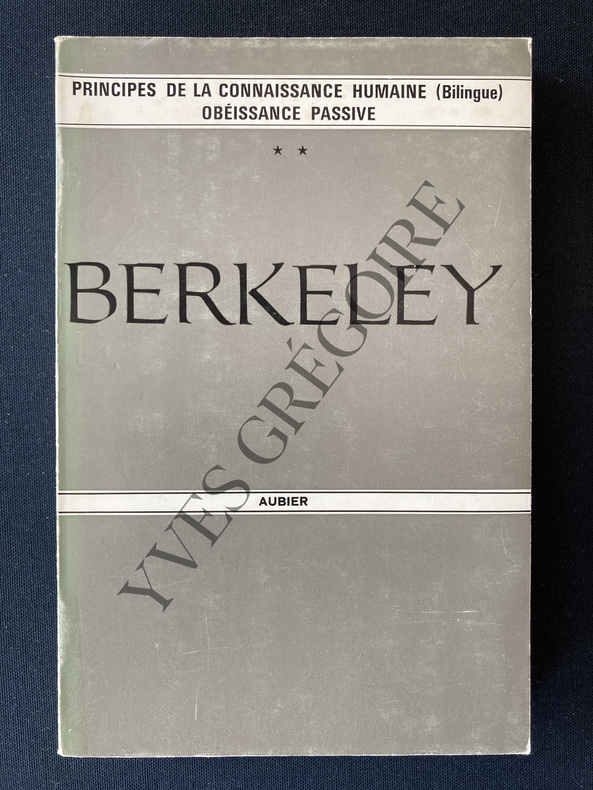 PRINCIPES DE LA CONNAISSANCE HUMAINE (Bilingue)
OBÉISSANCE PASSIVE
★ ★
BERKELEY
YVES GRÉGOIRE
AUBIER